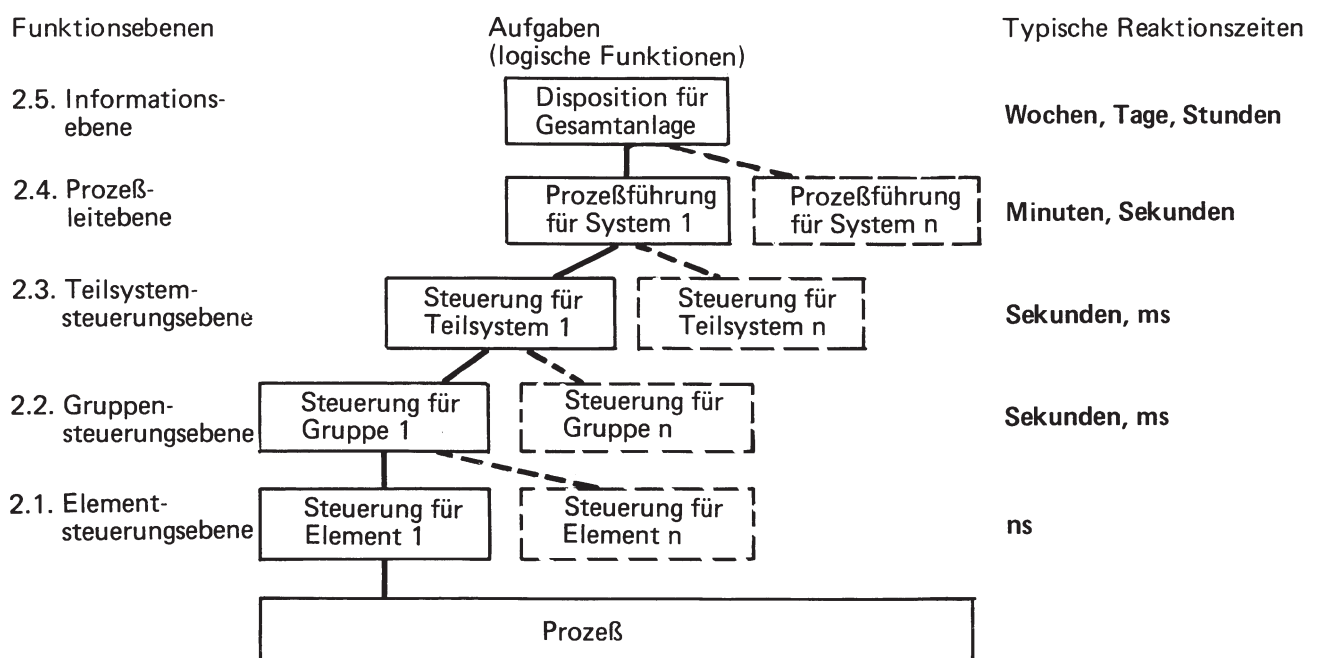 Funktionsebenen
Aufgaben
(logische Funktionen)
Typische Reaktionszeiten
2.5. Informations-
ebene
Disposition für
Gesamtanlage
Wochen, Tage, Stunden
2.4. Prozeß-
leitebene
Prozeßführung
für System 1
Prozeßführung
für System n
Minuten, Sekunden
2.3. Teilsystem-
steuerungsebene
Steuerung für
Teilsystem 1
Steuerung für
Teilsystem n
Sekunden, ms
2.2. Gruppen-
steuerungsebene
Steuerung für
Gruppe 1
Steuerung für
Gruppe n
Sekunden, ms
2.1. Element-
steuerungsebene
Steuerung für
Element 1
Steuerung für
Element n
ns
Prozeß